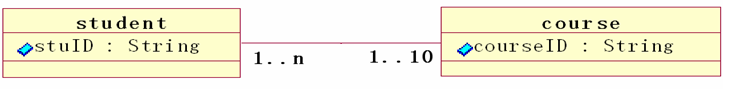 student
stuID : String
1..n
1..10
course
courseID : String